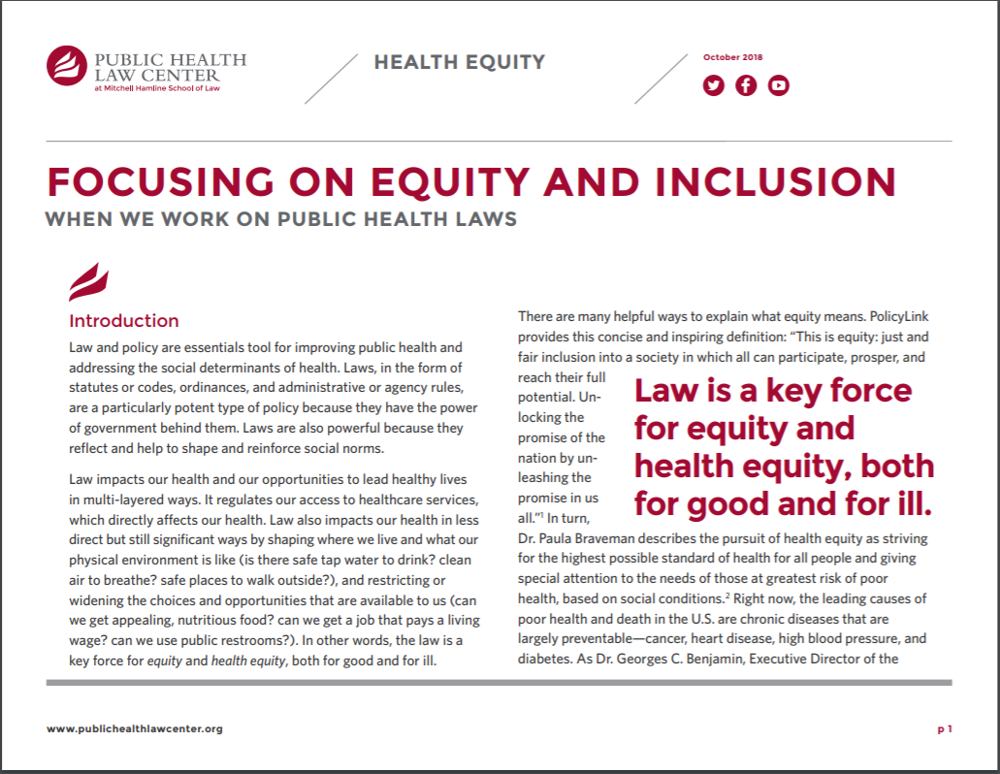 PUBLIC HEALTH
LAW CENTER
at Mitchell Hamline School of Law
HEALTH EQUITY
October 2018
FOCUSING ON EQUITY AND INCLUSION
WHEN WE WORK ON PUBLIC HEALTH LAWS
Introduction
Law and policy are essentials tool for improving public health and
addressing the social determinants of health. Laws, in the form of
statutes or codes, ordinances, and administrative or agency rules,
are a particularly potent type of policy because they have the power
of government behind them. Laws are also powerful because they
reflect and help to shape and reinforce social norms.
Law impacts our health and our opportunities to lead healthy lives
in multi-layered ways. It regulates our access to healthcare services,
which directly affects our health. Law also impacts our health in less
direct but still significant ways by shaping where we live and what our
physical environment is like (is there safe tap water to drink? clean
air to breathe? safe places to walk outside?), and restricting or
widening the choices and opportunities that are available to us (can
we get appealing, nutritious food? can we get a job that pays a living
wage? can we use public restrooms?). In other words, the law is a
key force for equity and health equity, both for good and for ill.
There are many helpful ways to explain what equity means. PolicyLink
provides this concise and inspiring definition: “This is equity: just and
fair inclusion into a society in which all can participate, prosper, and
reach their full
potential. Un-
locking the
promise of the
nation by un-
leashing the
promise in us
all.”1 In turn,
Law is a key force
for equity and
health equity, both
for good and for ill.
Dr. Paula Braveman describes the pursuit of health equity as striving
for the highest possible standard of health for all people and giving
special attention to the needs of those at greatest risk of poor
health, based on social conditions.2 Right now, the leading causes of
poor health and death in the U.S. are chronic diseases that are
largely preventable—cancer, heart disease, high blood pressure, and
diabetes. As Dr. Georges C. Benjamin, Executive Director of the
www.publichealthlawcenter.org
p 1